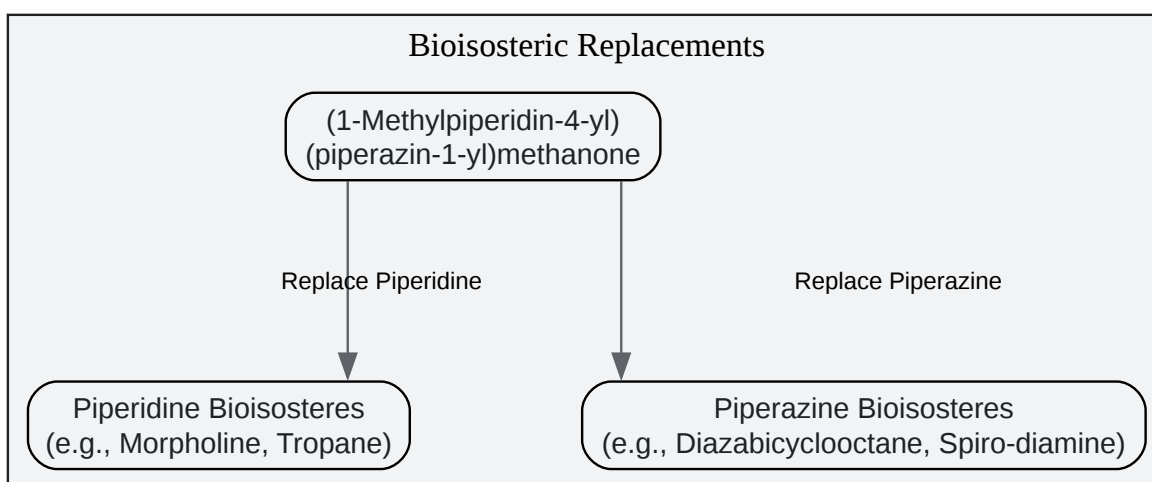 Bioisosteric Replacements
(1-Methylpiperidin-4-yl)
(piperazin-1-yl)methanone
Replace Piperidine
Replace Piperazine
Piperidine Bioisosteres
(e.g., Morpholine, Tropane)
Piperazine Bioisosteres
(e.g., Diazabicyclooctane, Spiro-diamine)